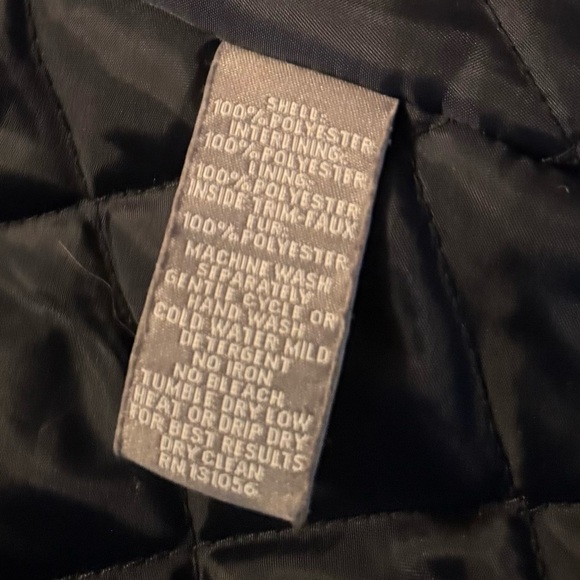 SHELL:
100% POLYESTER
INTERLINING:
100% POLYESTER
LINING:
100% POLYESTER
INSIDE TRIM-FAUX
FUR:
100% POLYESTER
MACHINE WASH
SEPARATELY
GENTLE CYCLE OR
HAND WASH
COLD WATER MILD
DETERGENT
NO IRON
NO BLEACH
TUMBLE DRY LOW
HEAT OR DRIP DRY
FOR BEST RESULTS
DRY CLEAN
RN 131056